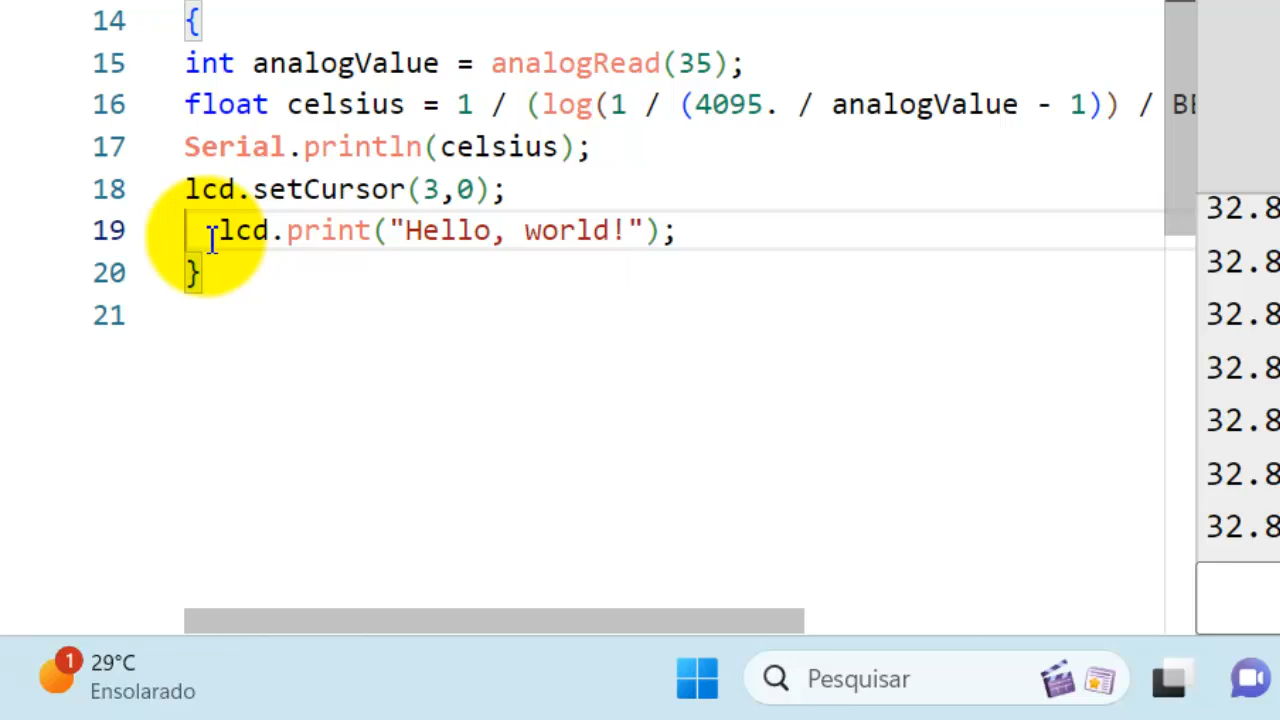 14 {
15 int analogValue = analogRead(35);
16 float celsius = 1 / (log(1 / (4095. / analogValue - 1)) / BE
17 Serial.println(celsius);
18 lcd.setCursor(3,0);
19 lcd.print("Hello, world!");
20 }
21
32.8
32.8
32.8
32.8
32.8
32.8
32.8
1
29°C
Ensolarado
Pesquisar